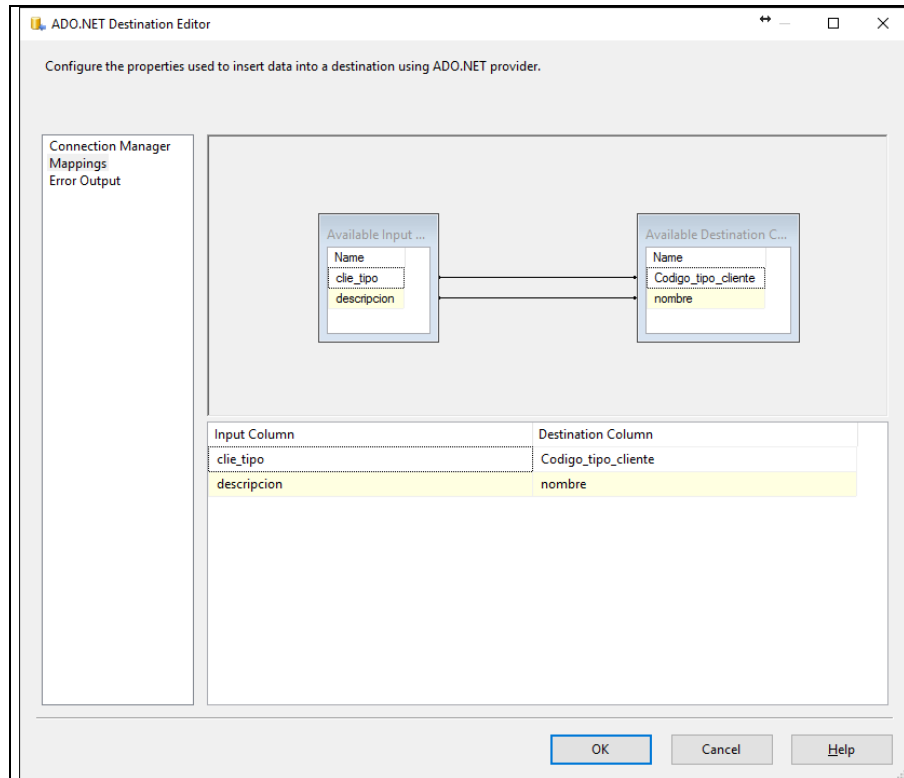 ADO.NET Destination Editor
Configure the properties used to insert data into a destination using ADO.NET provider.
Connection Manager
Mappings
Error Output
Available Input ...
Name
clie_tipo
descripcion
Available Destination C...
Name
Codigo_tipo_cliente
nombre
Input Column Destination Column
clie_tipo Codigo_tipo_cliente
descripcion nombre
OK Cancel Help